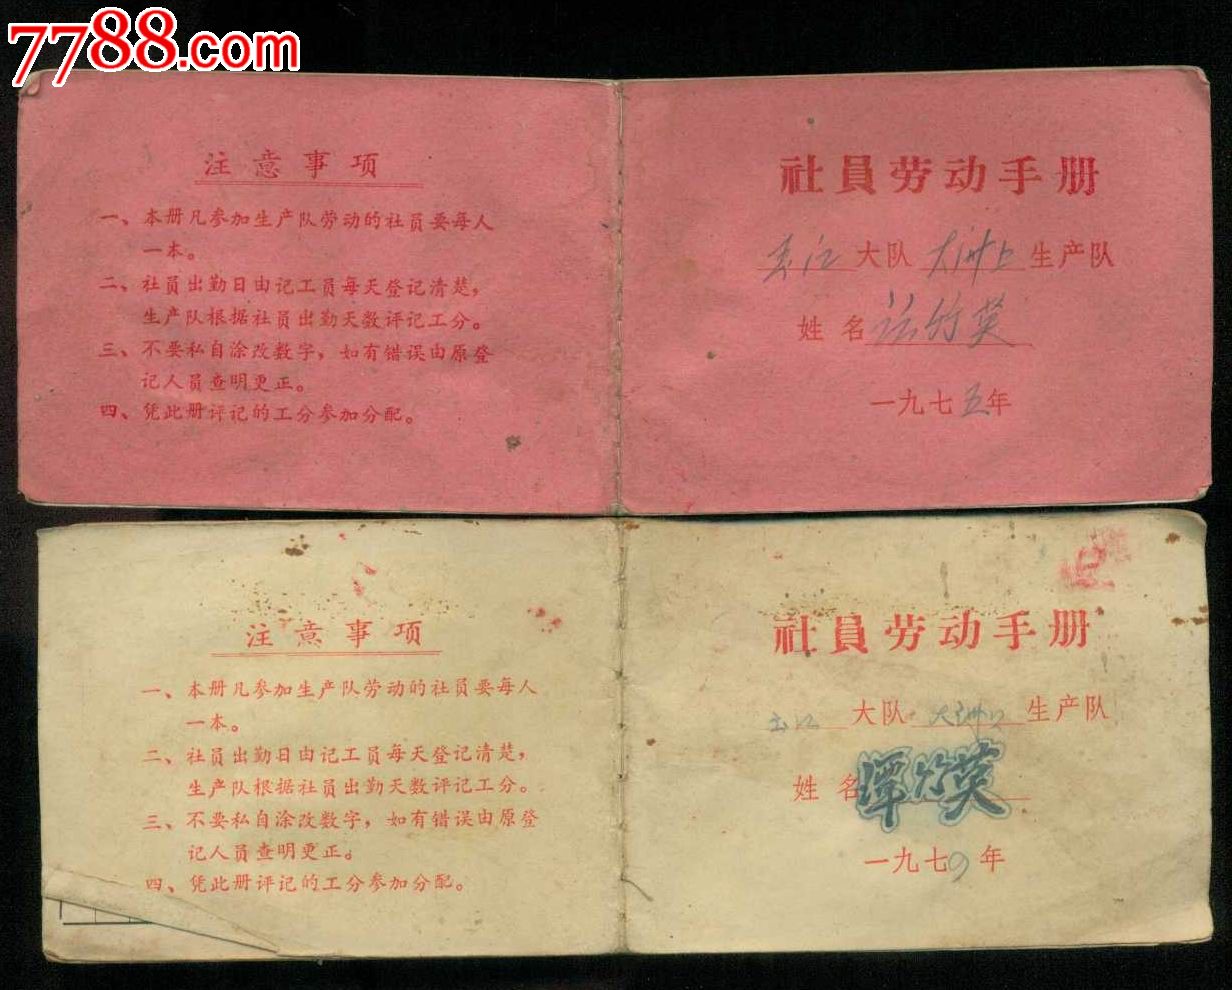 7788.com
注意事项
一、本册凡参加生产队劳动的社员要每人
一本。
二、社员出勤日由记工员每天登记清楚，
生产队根据社员出勤天数评记工分。
三、不要私自涂改数字，如有错误由原登
记人员查明更正。
四、凭此册评记的工分参加分配。
社員劳动手册
大队 大冲上 生产队
姓名 竹英
一九七五年
注意事项
一、本册凡参加生产队劳动的社员要每人
一本。
二、社员出勤日由记工员每天登记清楚，
生产队根据社员出勤天数评记工分。
三、不要私自涂改数字，如有错误由原登
记人员查明更正。
四、凭此册评记的工分参加分配。
社員劳动手册
大队 生产队
姓名 竹英
一九七 年